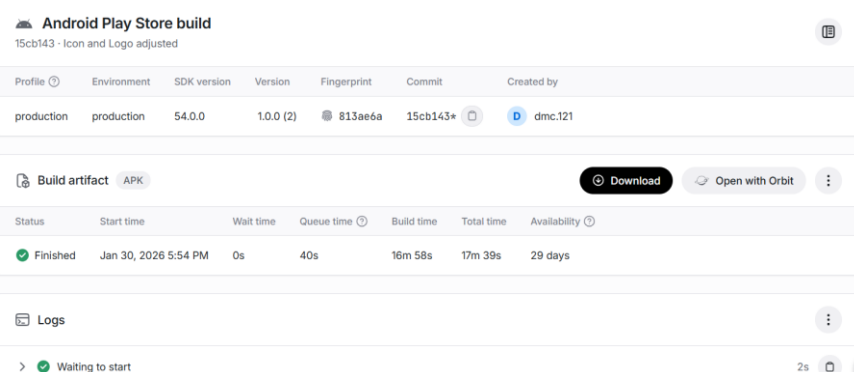 Android Play Store build
15cb143 · Icon and Logo adjusted
Profile Environment SDK version Version Fingerprint Commit Created by
production production 54.0.0 1.0.0 (2) 813ae6a 15cb143* D dmc.121
Build artifact APK Download Open with Orbit
Status Start time Wait time Queue time Build time Total time Availability
Finished Jan 30, 2026 5:54 PM 0s 40s 16m 58s 17m 39s 29 days
Logs
Waiting to start 2s